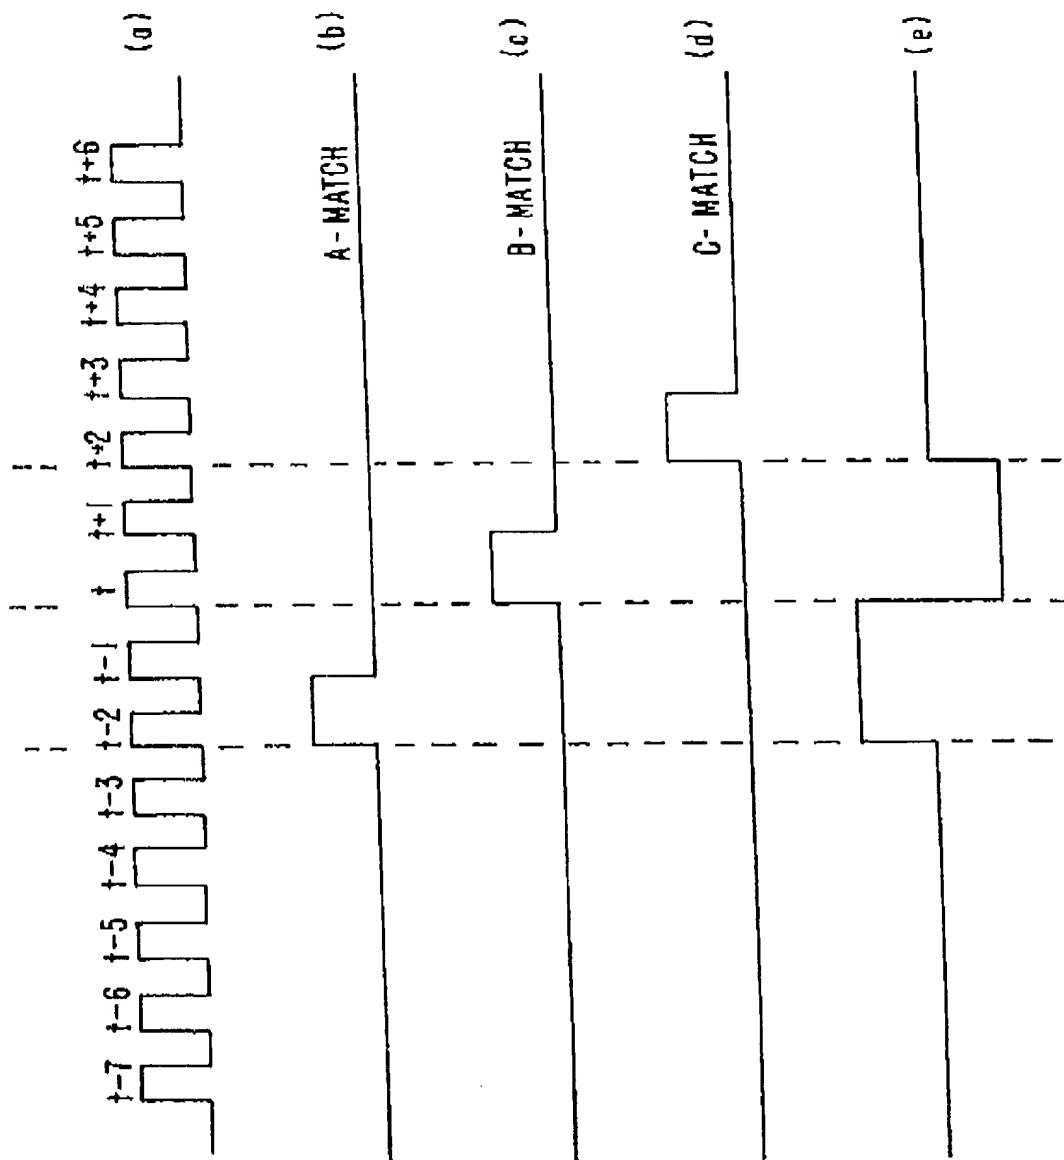 t-7 t-6 t-5 t-4 t-3 t-2 t-1 t t+1 t+2 t+3 t+4 t+5 t+6 (a)
A-MATCH (b)
B-MATCH (c)
C-MATCH (d)
(e)